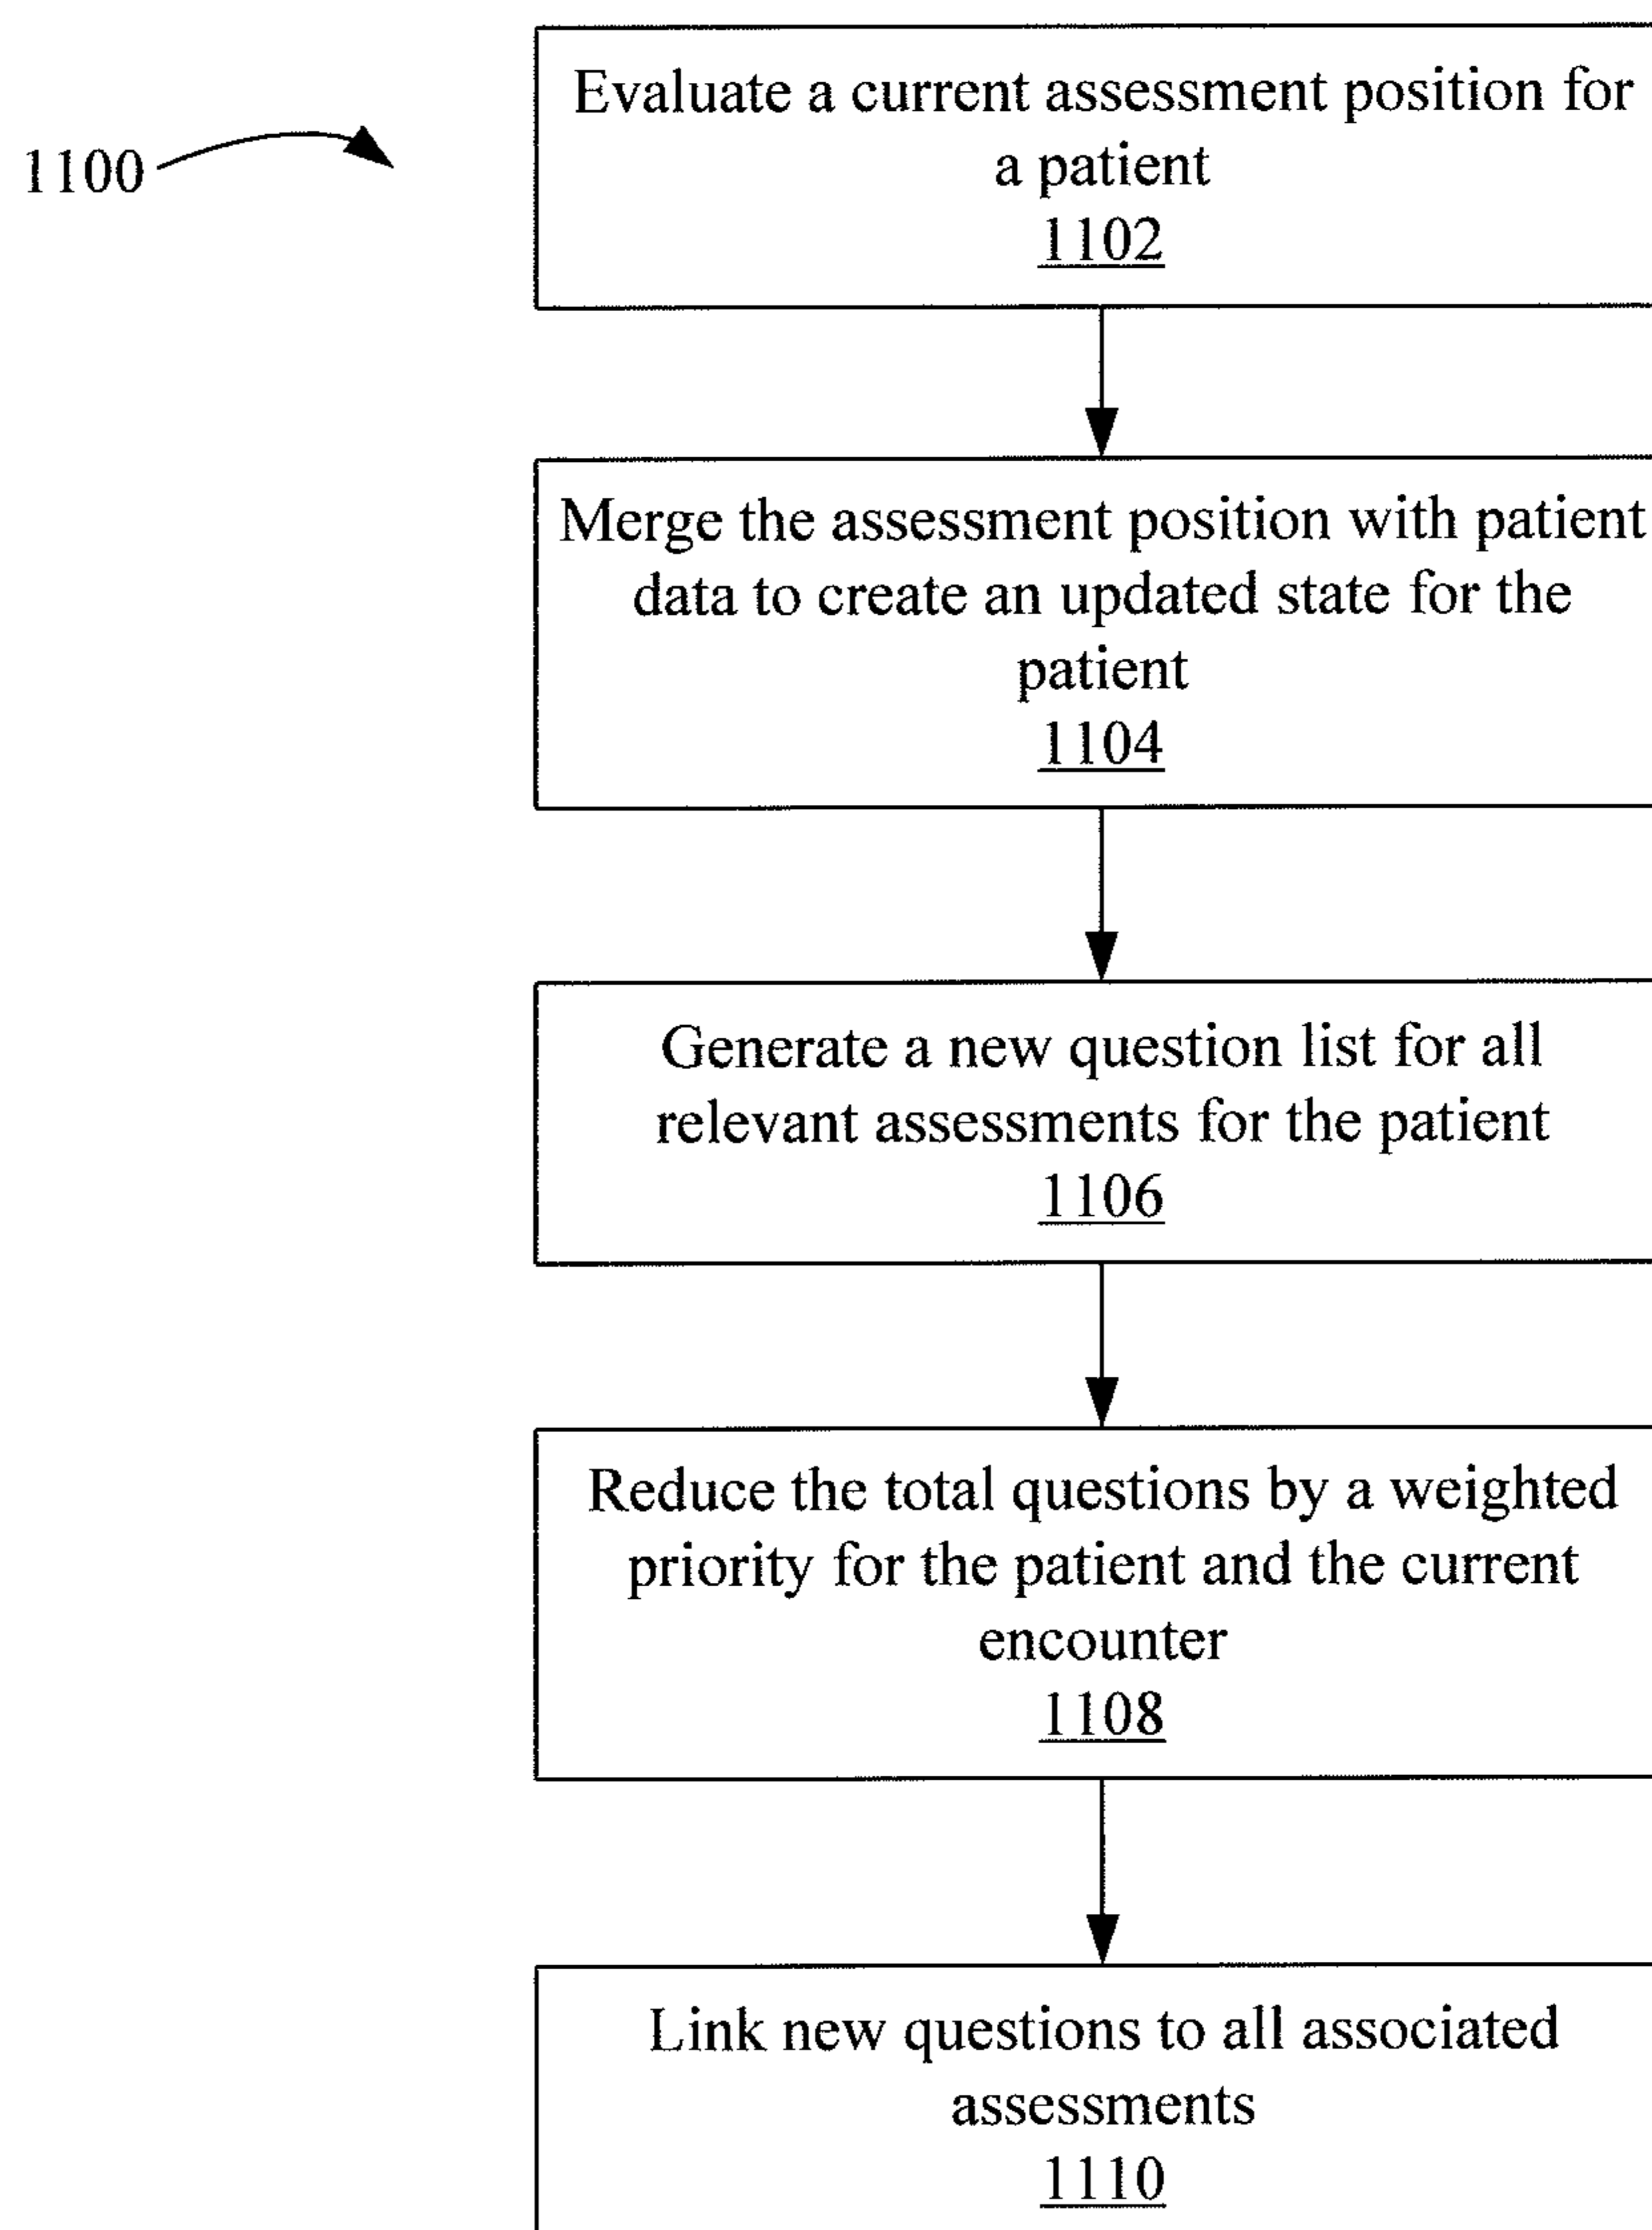 Evaluate a current assessment position for
a patient
1102
1100
Merge the assessment position with patient
data to create an updated state for the
patient
1104
Generate a new question list for all
relevant assessments for the patient
1106
Reduce the total questions by a weighted
priority for the patient and the current
encounter
1108
Link new questions to all associated
assessments
1110